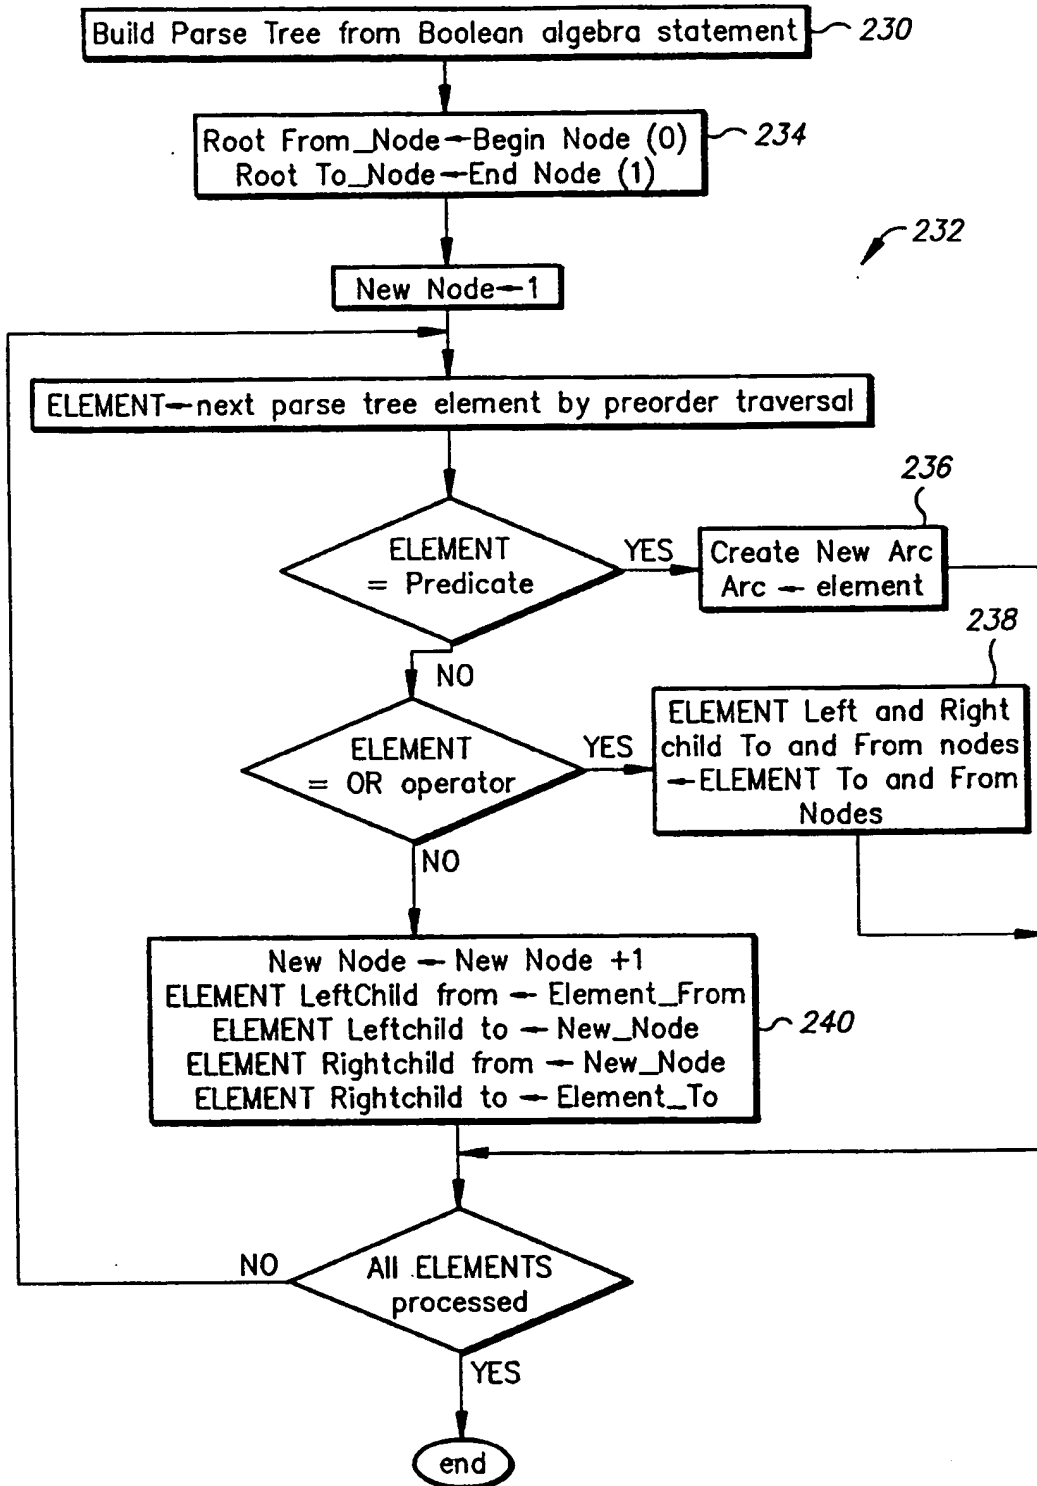 Build Parse Tree from Boolean algebra statement
230
Root From_Node←Begin Node (0)
Root To_Node←End Node (1)
234
232
New Node←1
ELEMENT←next parse tree element by preorder traversal
236
ELEMENT
= Predicate
YES
Create New Arc
Arc ← element
NO
238
ELEMENT
= OR operator
YES
ELEMENT Left and Right
child To and From nodes
←ELEMENT To and From
Nodes
NO
New Node ← New Node +1
ELEMENT LeftChild from ← Element_From
ELEMENT Leftchild to ← New_Node
ELEMENT Rightchild from ← New_Node
ELEMENT Rightchild to ← Element_To
240
NO
All ELEMENTS
processed
YES
end